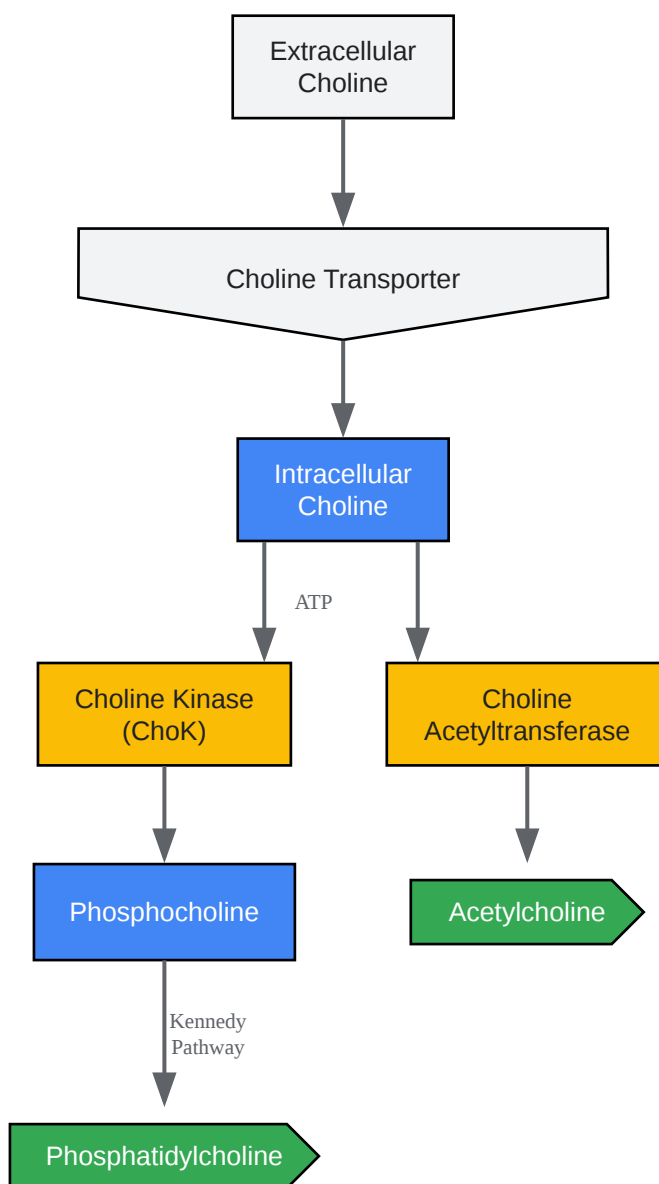 Extracellular
Choline
Choline Transporter
Intracellular
Choline
ATP
Choline Kinase
(ChoK)
Choline
Acetyltransferase
Phosphocholine
Acetylcholine
Kennedy
Pathway
Phosphatidylcholine